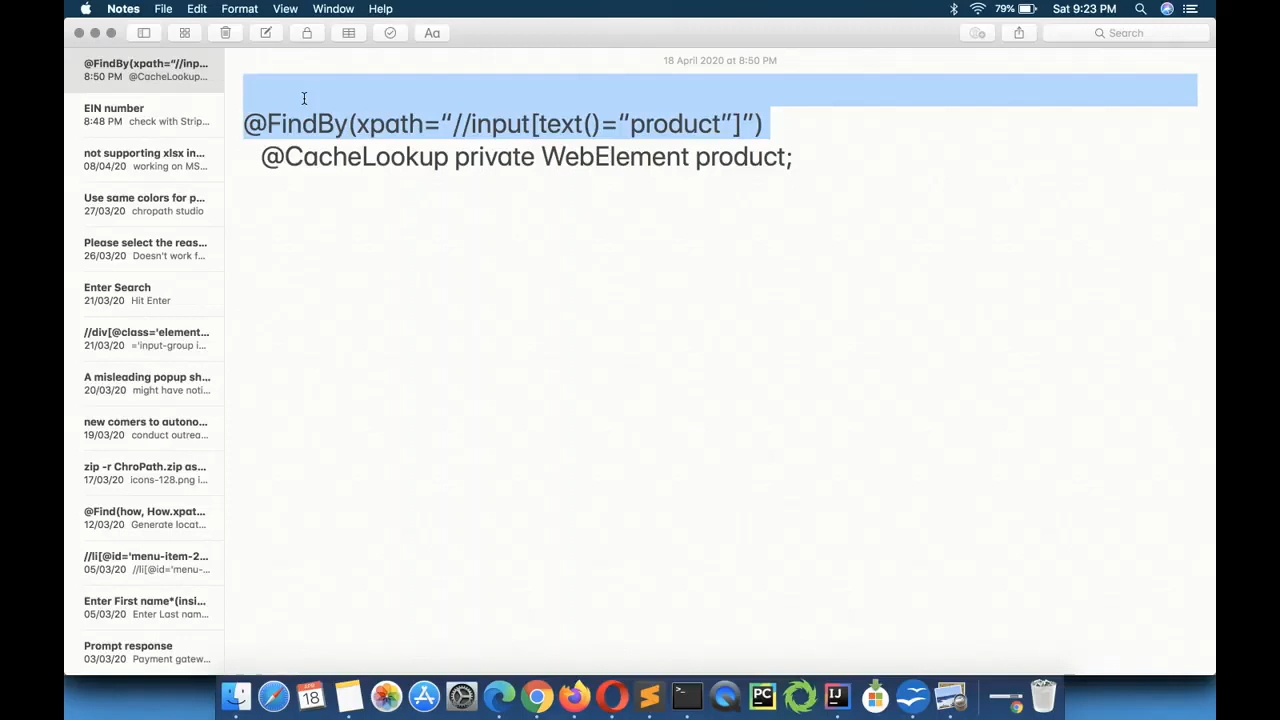 Notes File Edit Format View Window Help
79% Sat 9:23 PM
Aa
Search
18 April 2020 at 8:50 PM
@FindBy(xpath=“//inp...
8:50 PM @CacheLookup...
EIN number
8:48 PM check with Strip...
not supporting xlsx in...
08/04/20 working on MS...
Use same colors for p...
27/03/20 chropath studio
Please select the reas...
26/03/20 Doesn't work f...
Enter Search
21/03/20 Hit Enter
//div[@class='element...
21/03/20 ='input-group i...
A misleading popup sh...
20/03/20 might have noti...
new comers to autono...
19/03/20 conduct outrea...
zip -r ChroPath.zip as...
17/03/20 icons-128.png i...
@Find(how, How.xpat...
12/03/20 Generate locat...
//li[@id='menu-item-2...
05/03/20 //li[@id='menu-...
Enter First name*(insi...
05/03/20 Enter Last nam...
Prompt response
03/03/20 Payment gatew...
@FindBy(xpath=“//input[text()=“product”]”)
@CacheLookup private WebElement product;
APR
18
PC
IJ